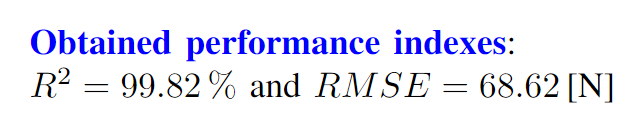 Obtained performance indexes:
R² = 99.82 % and RMSE = 68.62 [N]